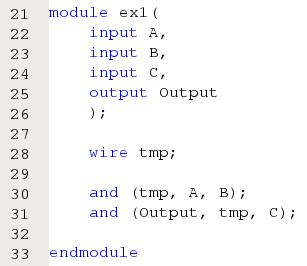 21 module ex1(
22     input A,
23     input B,
24     input C,
25     output Output
26     );
27
28     wire tmp;
29
30     and (tmp, A, B);
31     and (Output, tmp, C);
32
33 endmodule